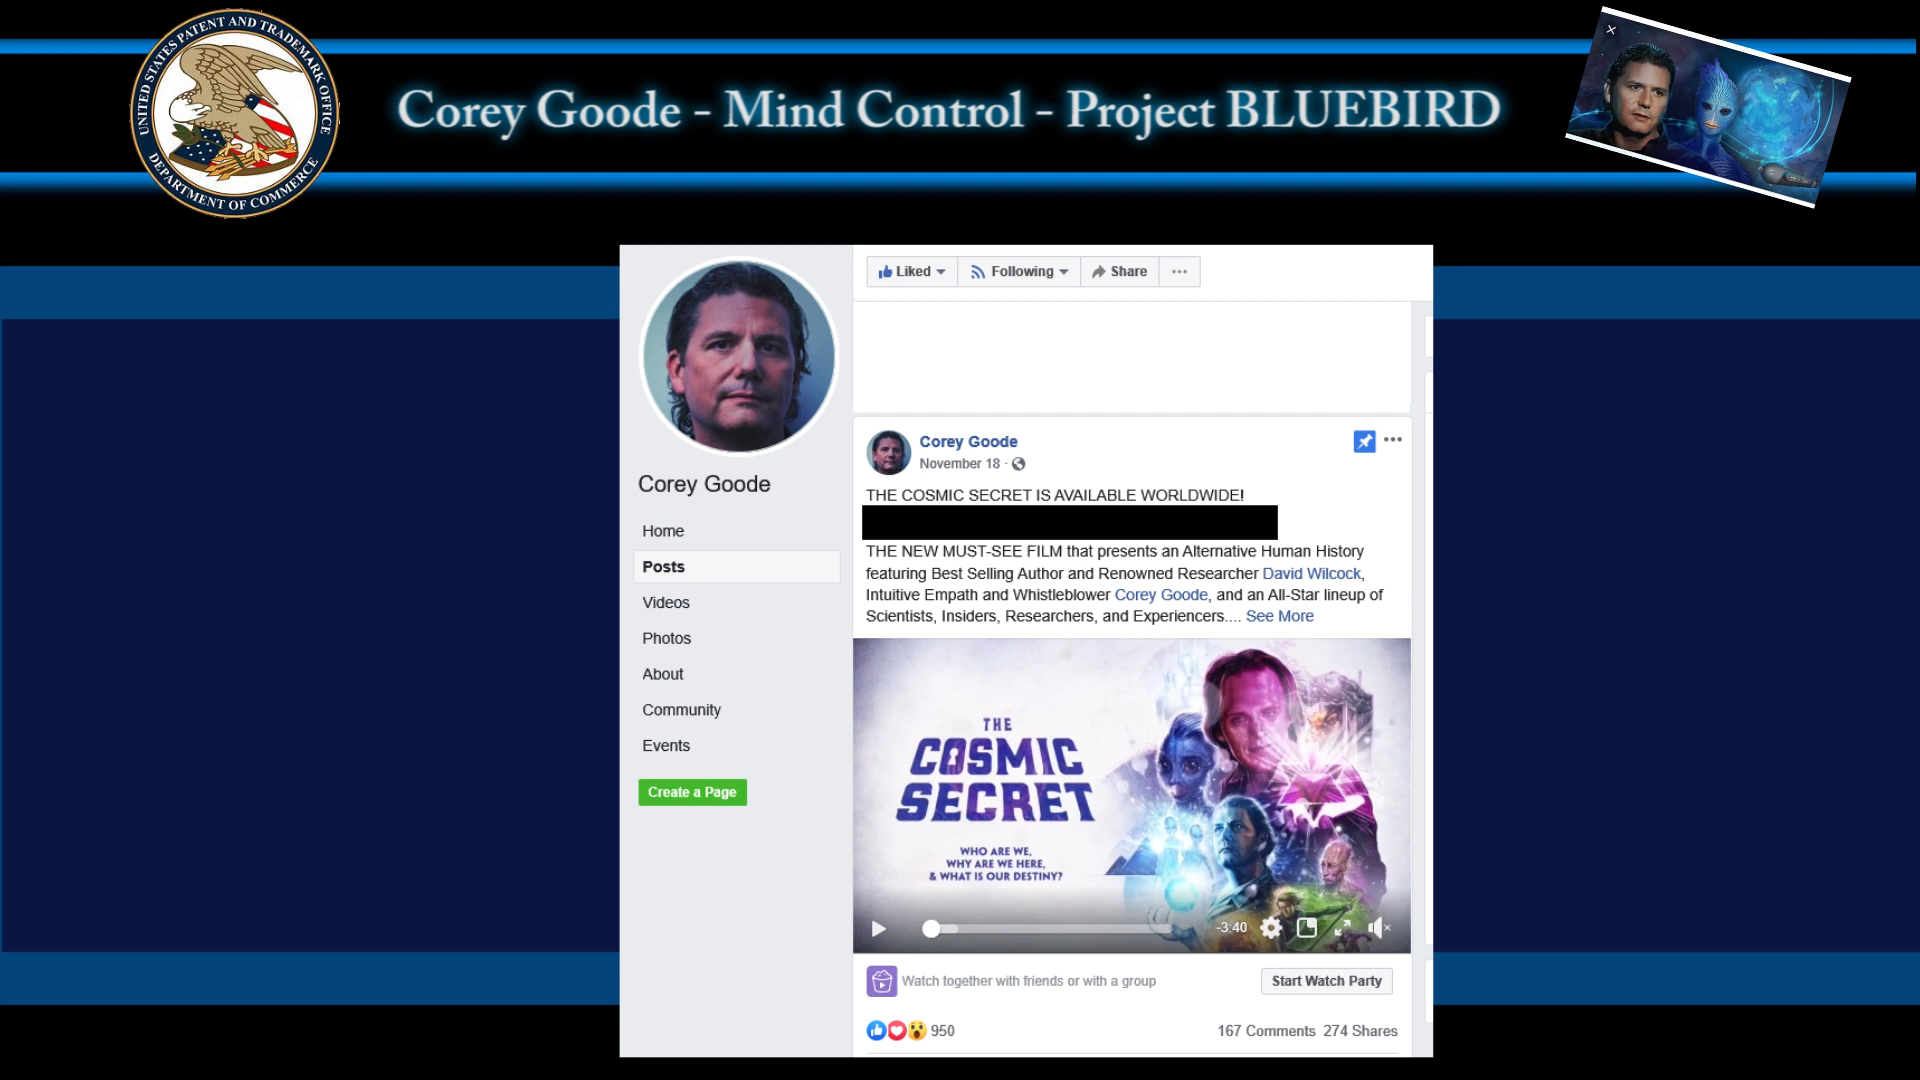 UNITED STATES PATENT AND TRADEMARK OFFICE
DEPARTMENT OF COMMERCE
Corey Goode - Mind Control - Project BLUEBIRD
Liked
Following
Share
Corey Goode
November 18
THE COSMIC SECRET IS AVAILABLE WORLDWIDE!
THE NEW MUST-SEE FILM that presents an Alternative Human History
featuring Best Selling Author and Renowned Researcher David Wilcock,
Intuitive Empath and Whistleblower Corey Goode, and an All-Star lineup of
Scientists, Insiders, Researchers, and Experiencers.... See More
Corey Goode
Home
Posts
Videos
Photos
About
Community
Events
Create a Page
THE
COSMIC
SECRET
WHO ARE WE,
WHY ARE WE HERE,
& WHAT IS OUR DESTINY?
-3:40
Watch together with friends or with a group
Start Watch Party
950
167 Comments 274 Shares